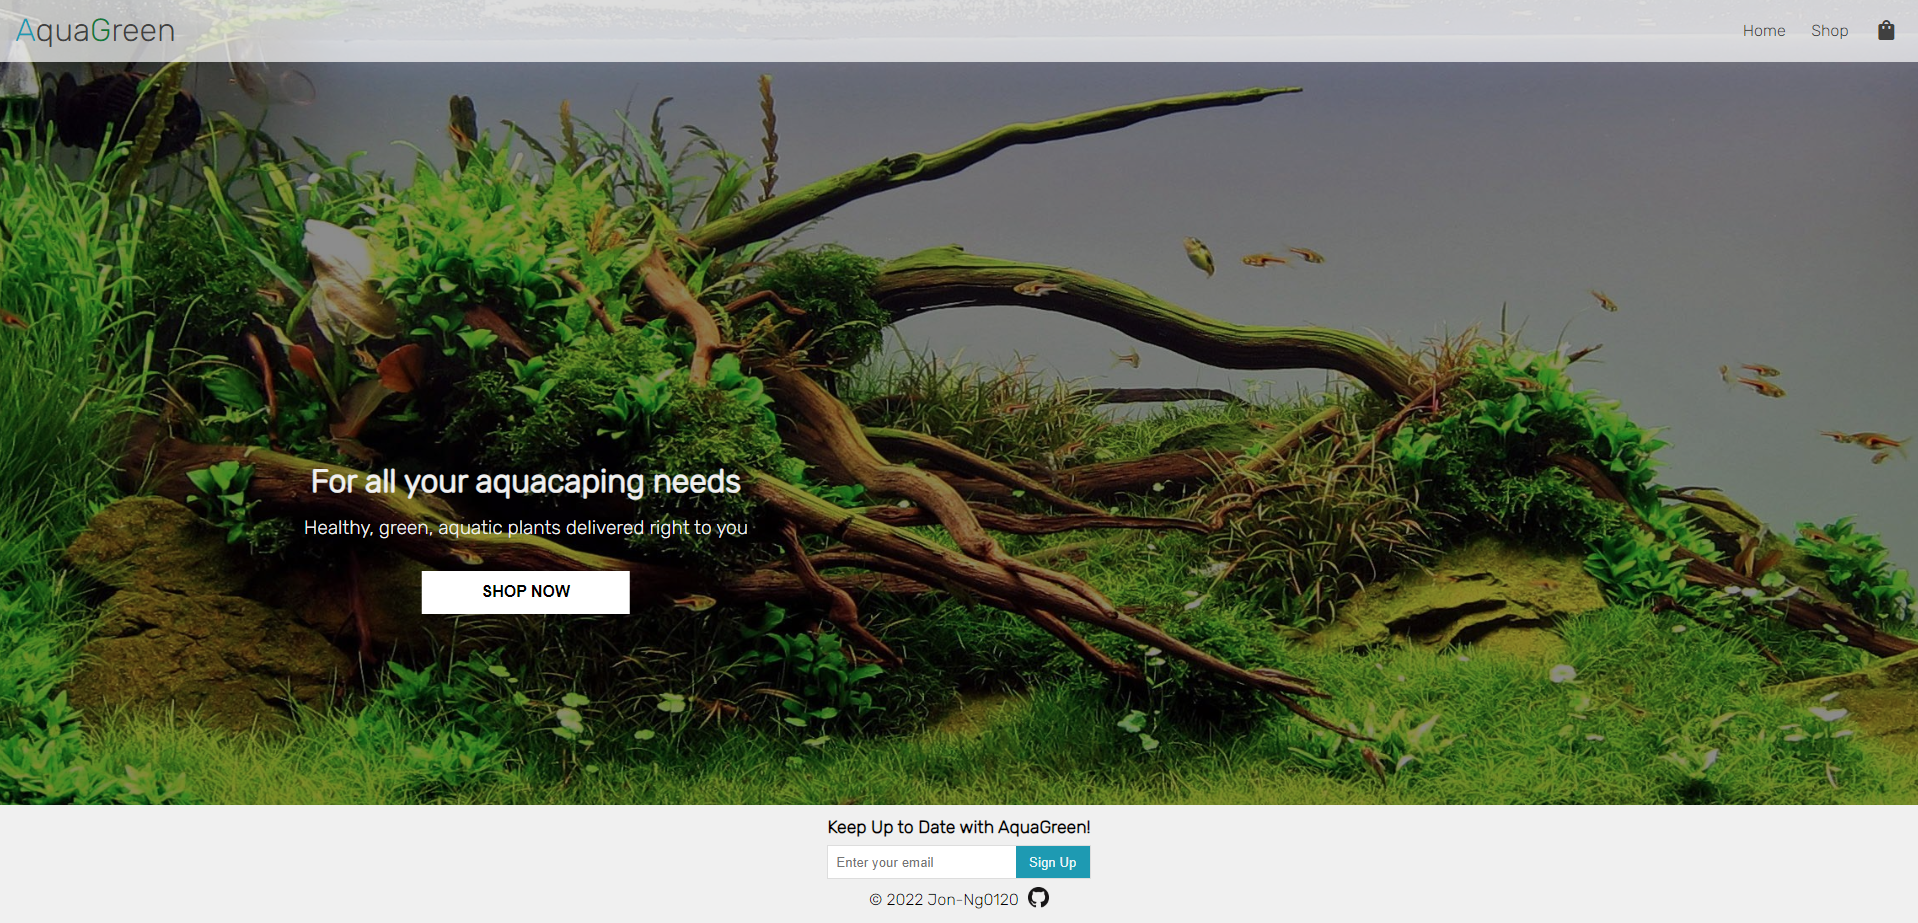 AquaGreen
Home Shop
For all your aquacaping needs
Healthy, green, aquatic plants delivered right to you
SHOP NOW
Keep Up to Date with AquaGreen!
Enter your email Sign Up
© 2022 Jon-Ng0120